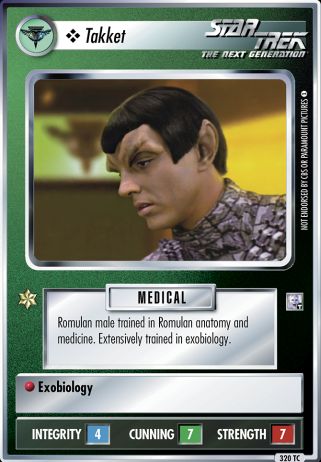 ❖ Takket
STAR TREK
THE NEXT GENERATION
NOT ENDORSED BY CBS OR PARAMOUNT PICTURES
MEDICAL
Romulan male trained in Romulan anatomy and
medicine. Extensively trained in exobiology.
T
Exobiology
INTEGRITY 4 CUNNING 7 STRENGTH 7
320 TC